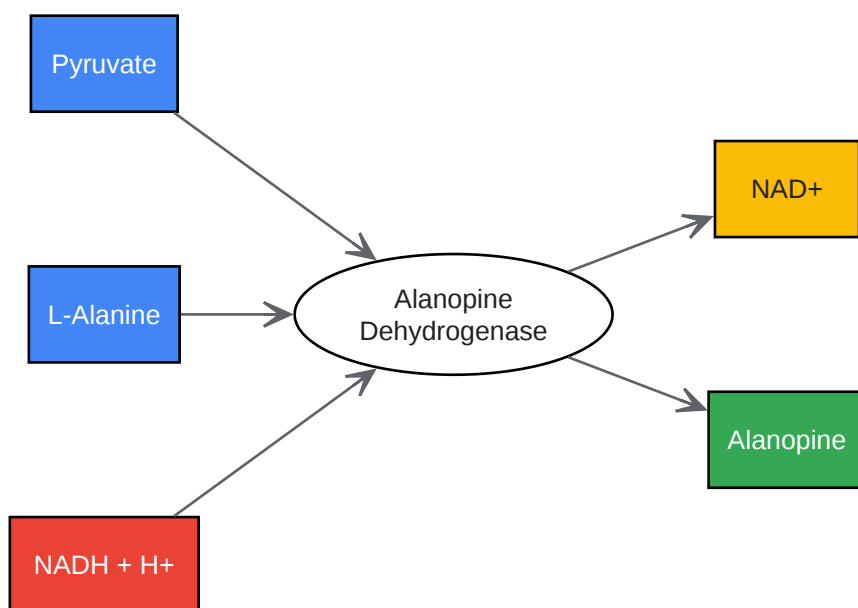 Pyruvate
NAD+
L-Alanine
Alanopine
Dehydrogenase
Alanopine
NADH + H+